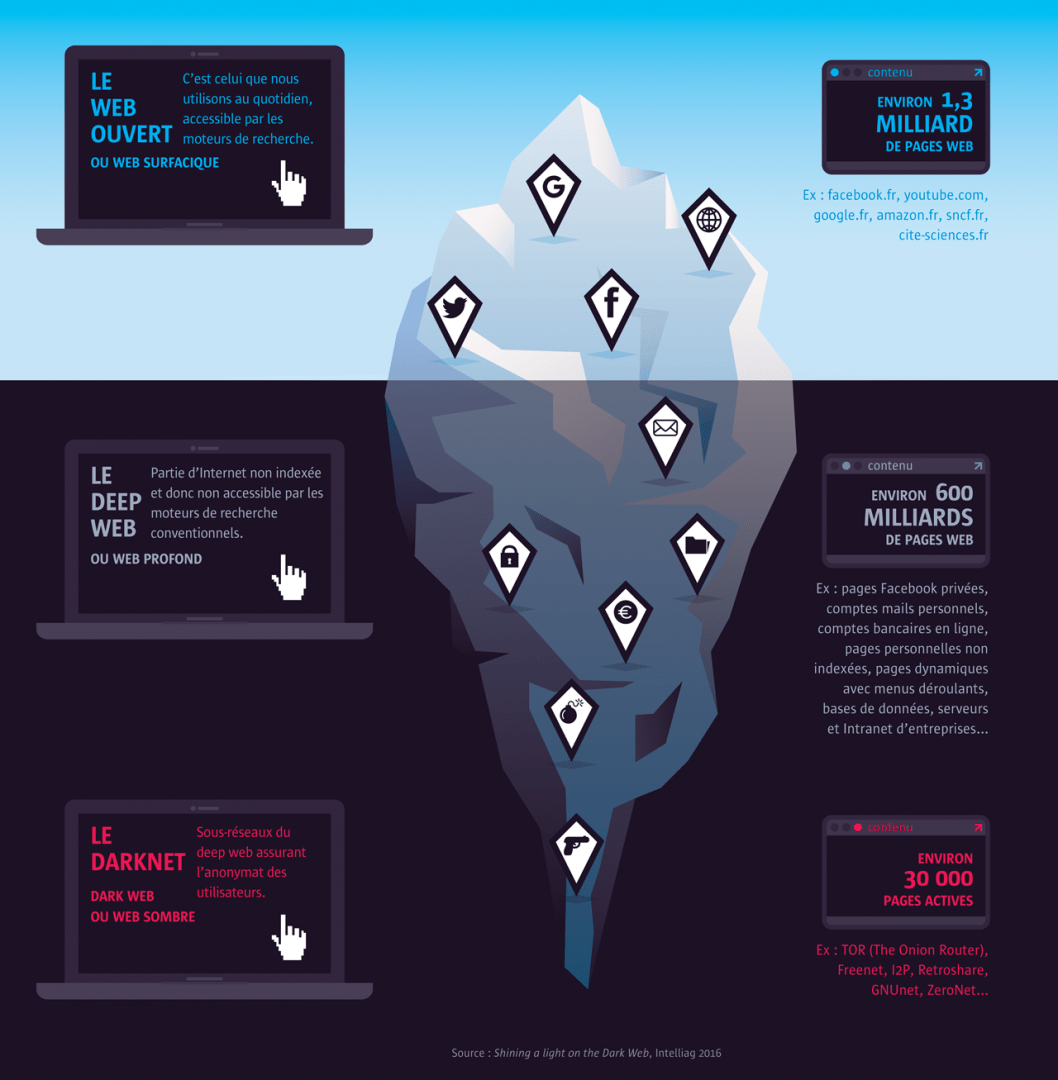 LE
WEB
OUVERT
OU WEB SURFACIQUE
C'est celui que nous
utilisons au quotidien,
accessible par les
moteurs de recherche.
contenu
ENVIRON 1,3
MILLIARD
DE PAGES WEB
Ex : facebook.fr, youtube.com,
google.fr, amazon.fr, sncf.fr,
cite-sciences.fr
G
f
LE
DEEP
WEB
OU WEB PROFOND
Partie d'Internet non indexée
et donc non accessible par les
moteurs de recherche
conventionnels.
contenu
ENVIRON 600
MILLIARDS
DE PAGES WEB
Ex : pages Facebook privées,
comptes mails personnels,
comptes bancaires en ligne,
pages personnelles non
indexées, pages dynamiques
avec menus déroulants,
bases de données, serveurs
et Intranet d'entreprises...
€
LE
DARKNET
DARK WEB
OU WEB SOMBRE
Sous-réseaux du
deep web assurant
l'anonymat des
utilisateurs.
contenu
ENVIRON
30 000
PAGES ACTIVES
Ex : TOR (The Onion Router),
Freenet, I2P, Retroshare,
GNUnet, ZeroNet...
Source : Shining a light on the Dark Web, Intelliag 2016